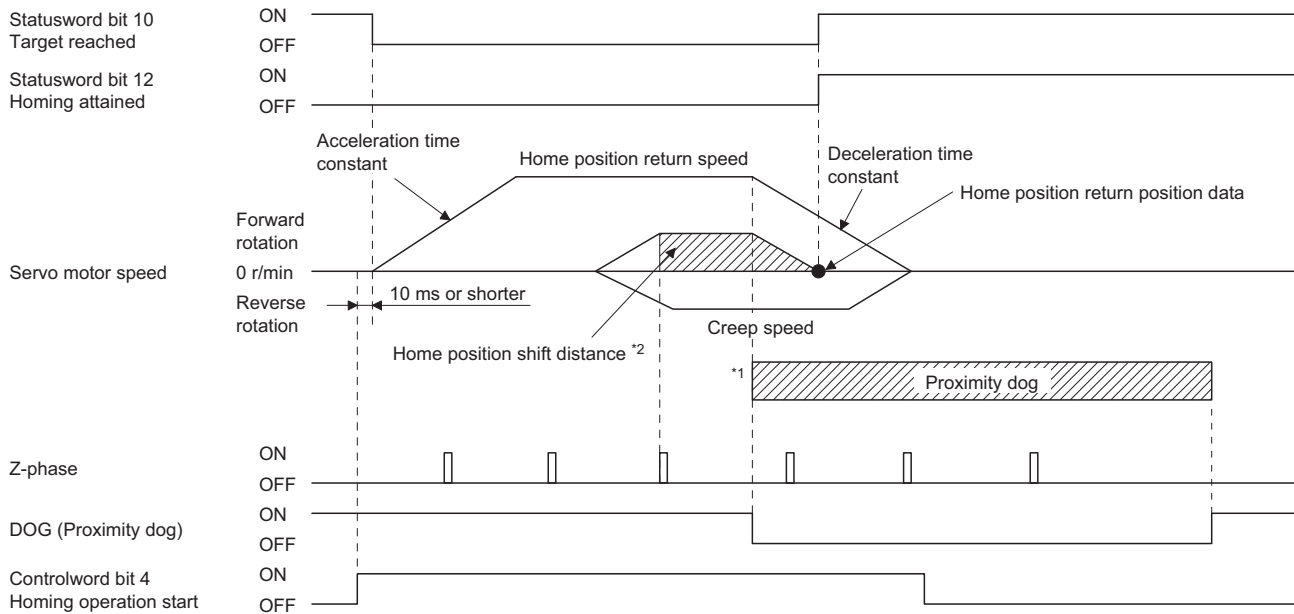 Statusword bit 10
Target reached
ON
OFF
Statusword bit 12
Homing attained
ON
OFF
Acceleration time
constant
Home position return speed
Deceleration time
constant
Home position return position data
Forward
rotation
Servo motor speed
0 r/min
Reverse
rotation
10 ms or shorter
Creep speed
Home position shift distance *2
*1
Proximity dog
Z-phase
ON
OFF
DOG (Proximity dog)
ON
OFF
Controlword bit 4
Homing operation start
ON
OFF